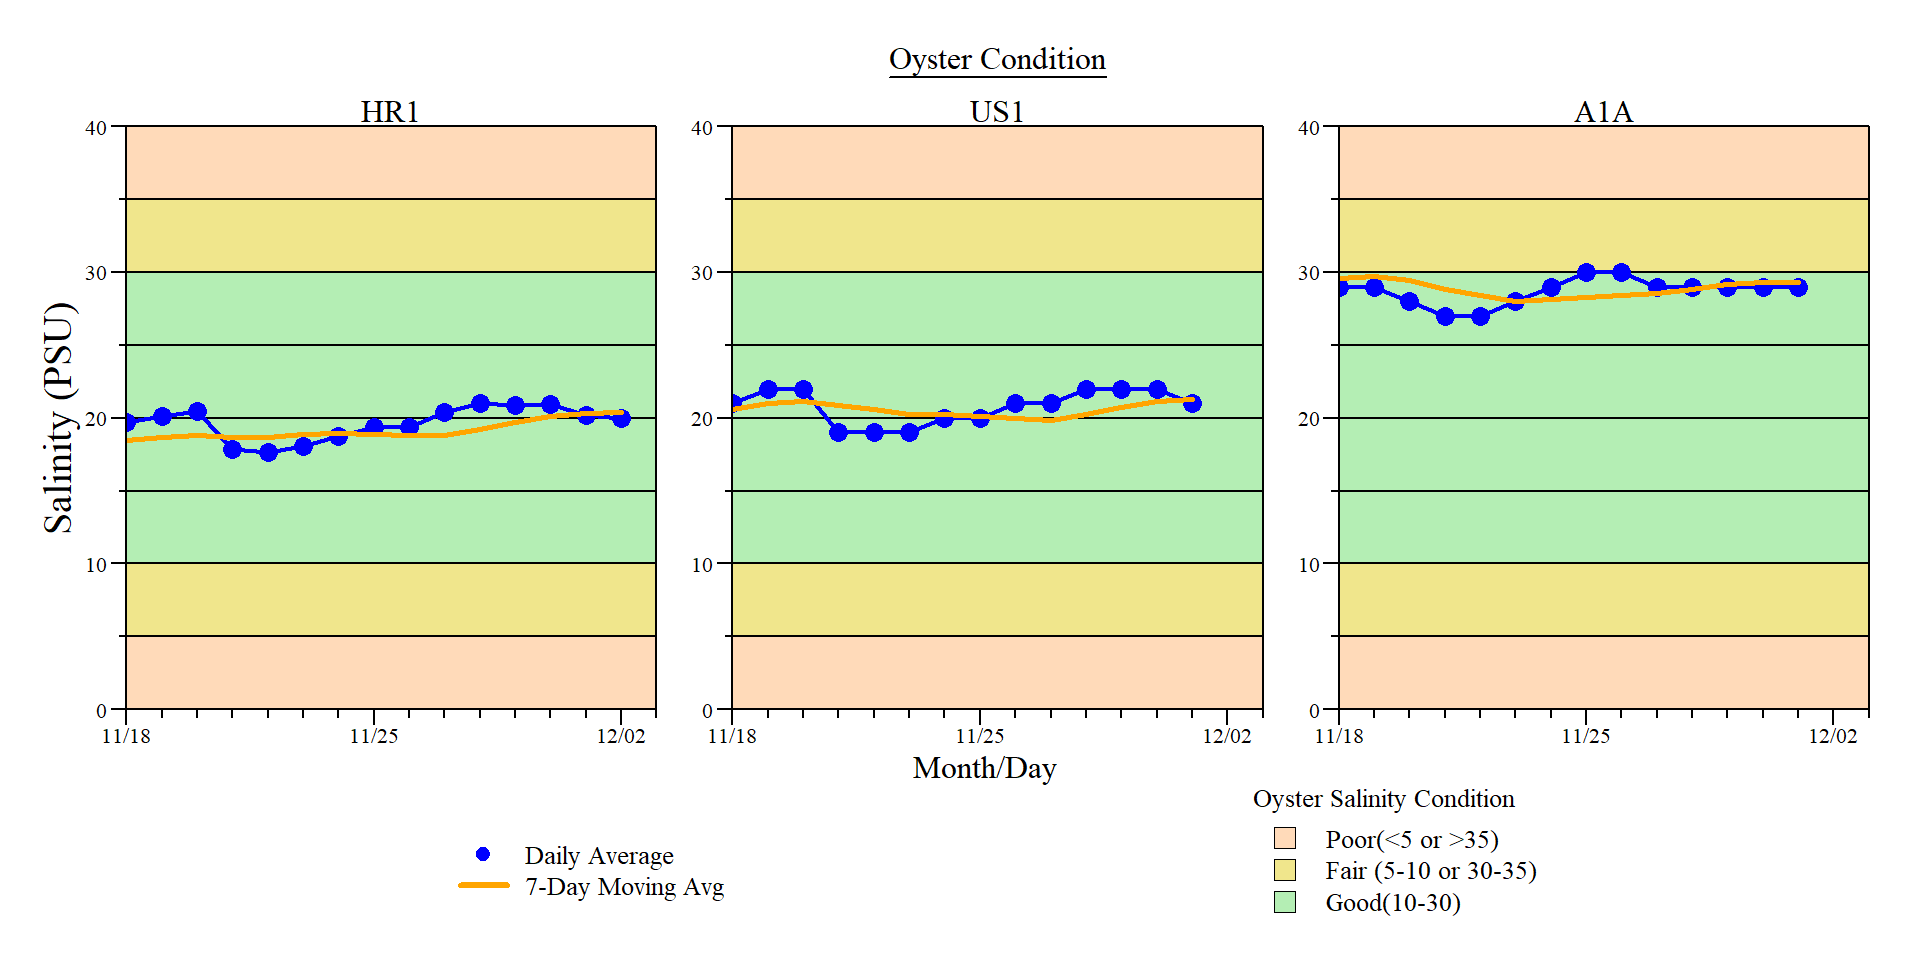 Oyster Condition
HR1
US1
A1A
40
30
20
10
0
40
30
20
10
0
40
30
20
10
0
Salinity (PSU)
11/18
11/25
12/02
11/18
11/25
12/02
11/18
11/25
12/02
Month/Day
Daily Average
7-Day Moving Avg
Oyster Salinity Condition
Poor(<5 or >35)
Fair (5-10 or 30-35)
Good(10-30)